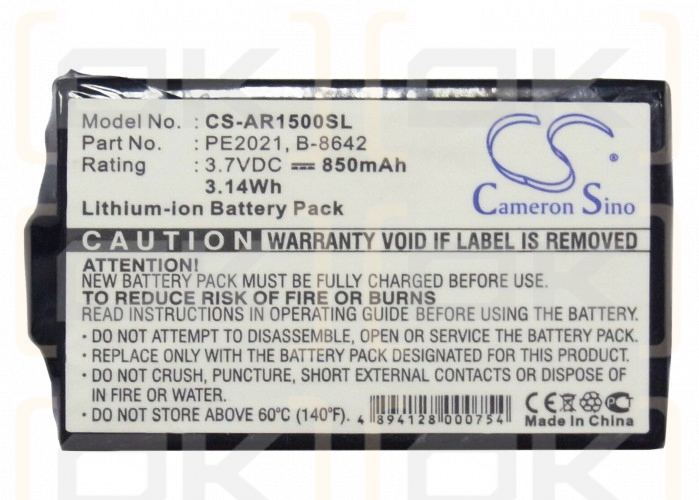 Model No. : CS-AR1500SL
Part No. : PE2021, B-8642
Rating : 3.7VDC ⎓ 850mAh
3.14Wh
Lithium-ion Battery Pack
CS
Cameron Sino
CAUTION WARRANTY VOID IF LABEL IS REMOVED
ATTENTION!
NEW BATTERY PACK MUST BE FULLY CHARGED BEFORE USE.
TO REDUCE RISK OF FIRE OR BURNS
READ INSTRUCTIONS IN OPERATING GUIDE BEFORE USING THE BATTERY.
• DO NOT ATTEMPT TO DISASSEMBLE, OPEN OR SERVICE BATTERY.
• REPLACE ONLY WITH BATTERY PACK DESIGNATED FOR THIS PRODUCT.
• DO NOT CRUSH, PUNCTURE, SHORT EXTERNAL CONTACTS OR DISPOSE OF
IN FIRE OR WATER.
• DO NOT STORE ABOVE 60°C (140°F).
4 894128 000754
CE
Made in China